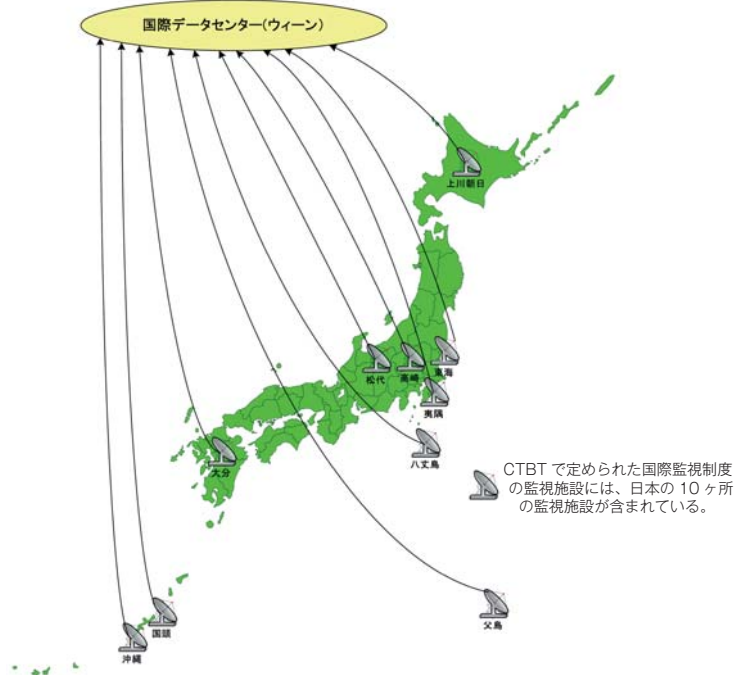 国際データセンター(ウィーン)
上川朝日
松代
高崎
東海
夷隅
八丈島
大分
CTBT で定められた国際監視制度
の監視施設には、日本の 10 ヶ所
の監視施設が含まれている。
国頭
父島
沖縄